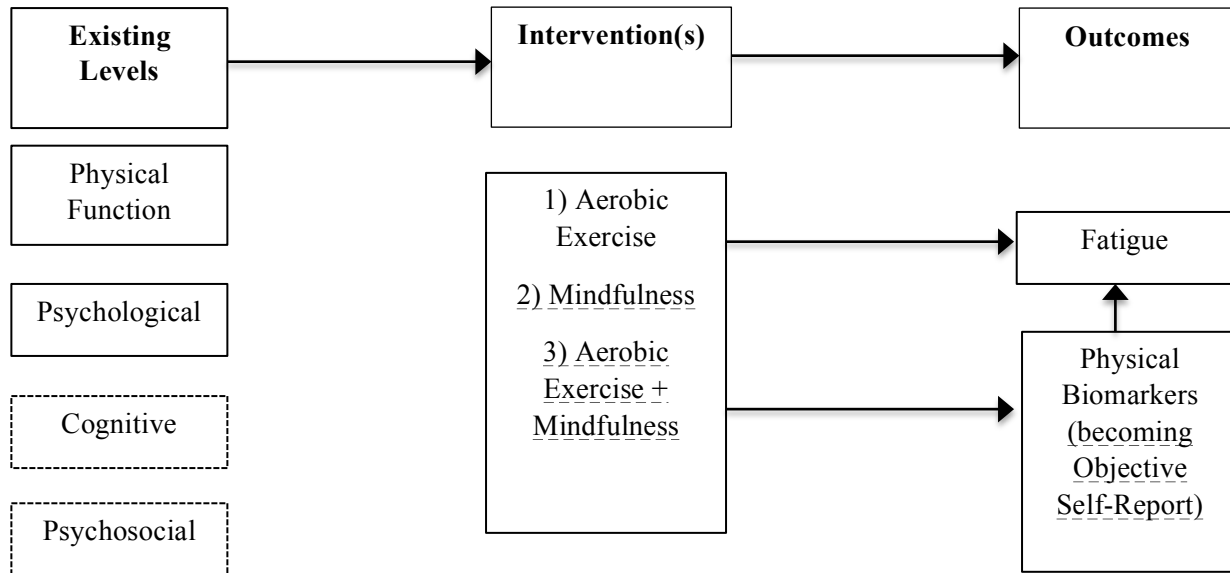 Existing
Levels
Intervention(s)
Outcomes
Physical
Function
Psychological
Cognitive
Psychosocial
1) Aerobic
Exercise
2) Mindfulness
3) Aerobic
Exercise +
Mindfulness
Fatigue
Physical
Biomarkers
(becoming
Objective
Self-Report)